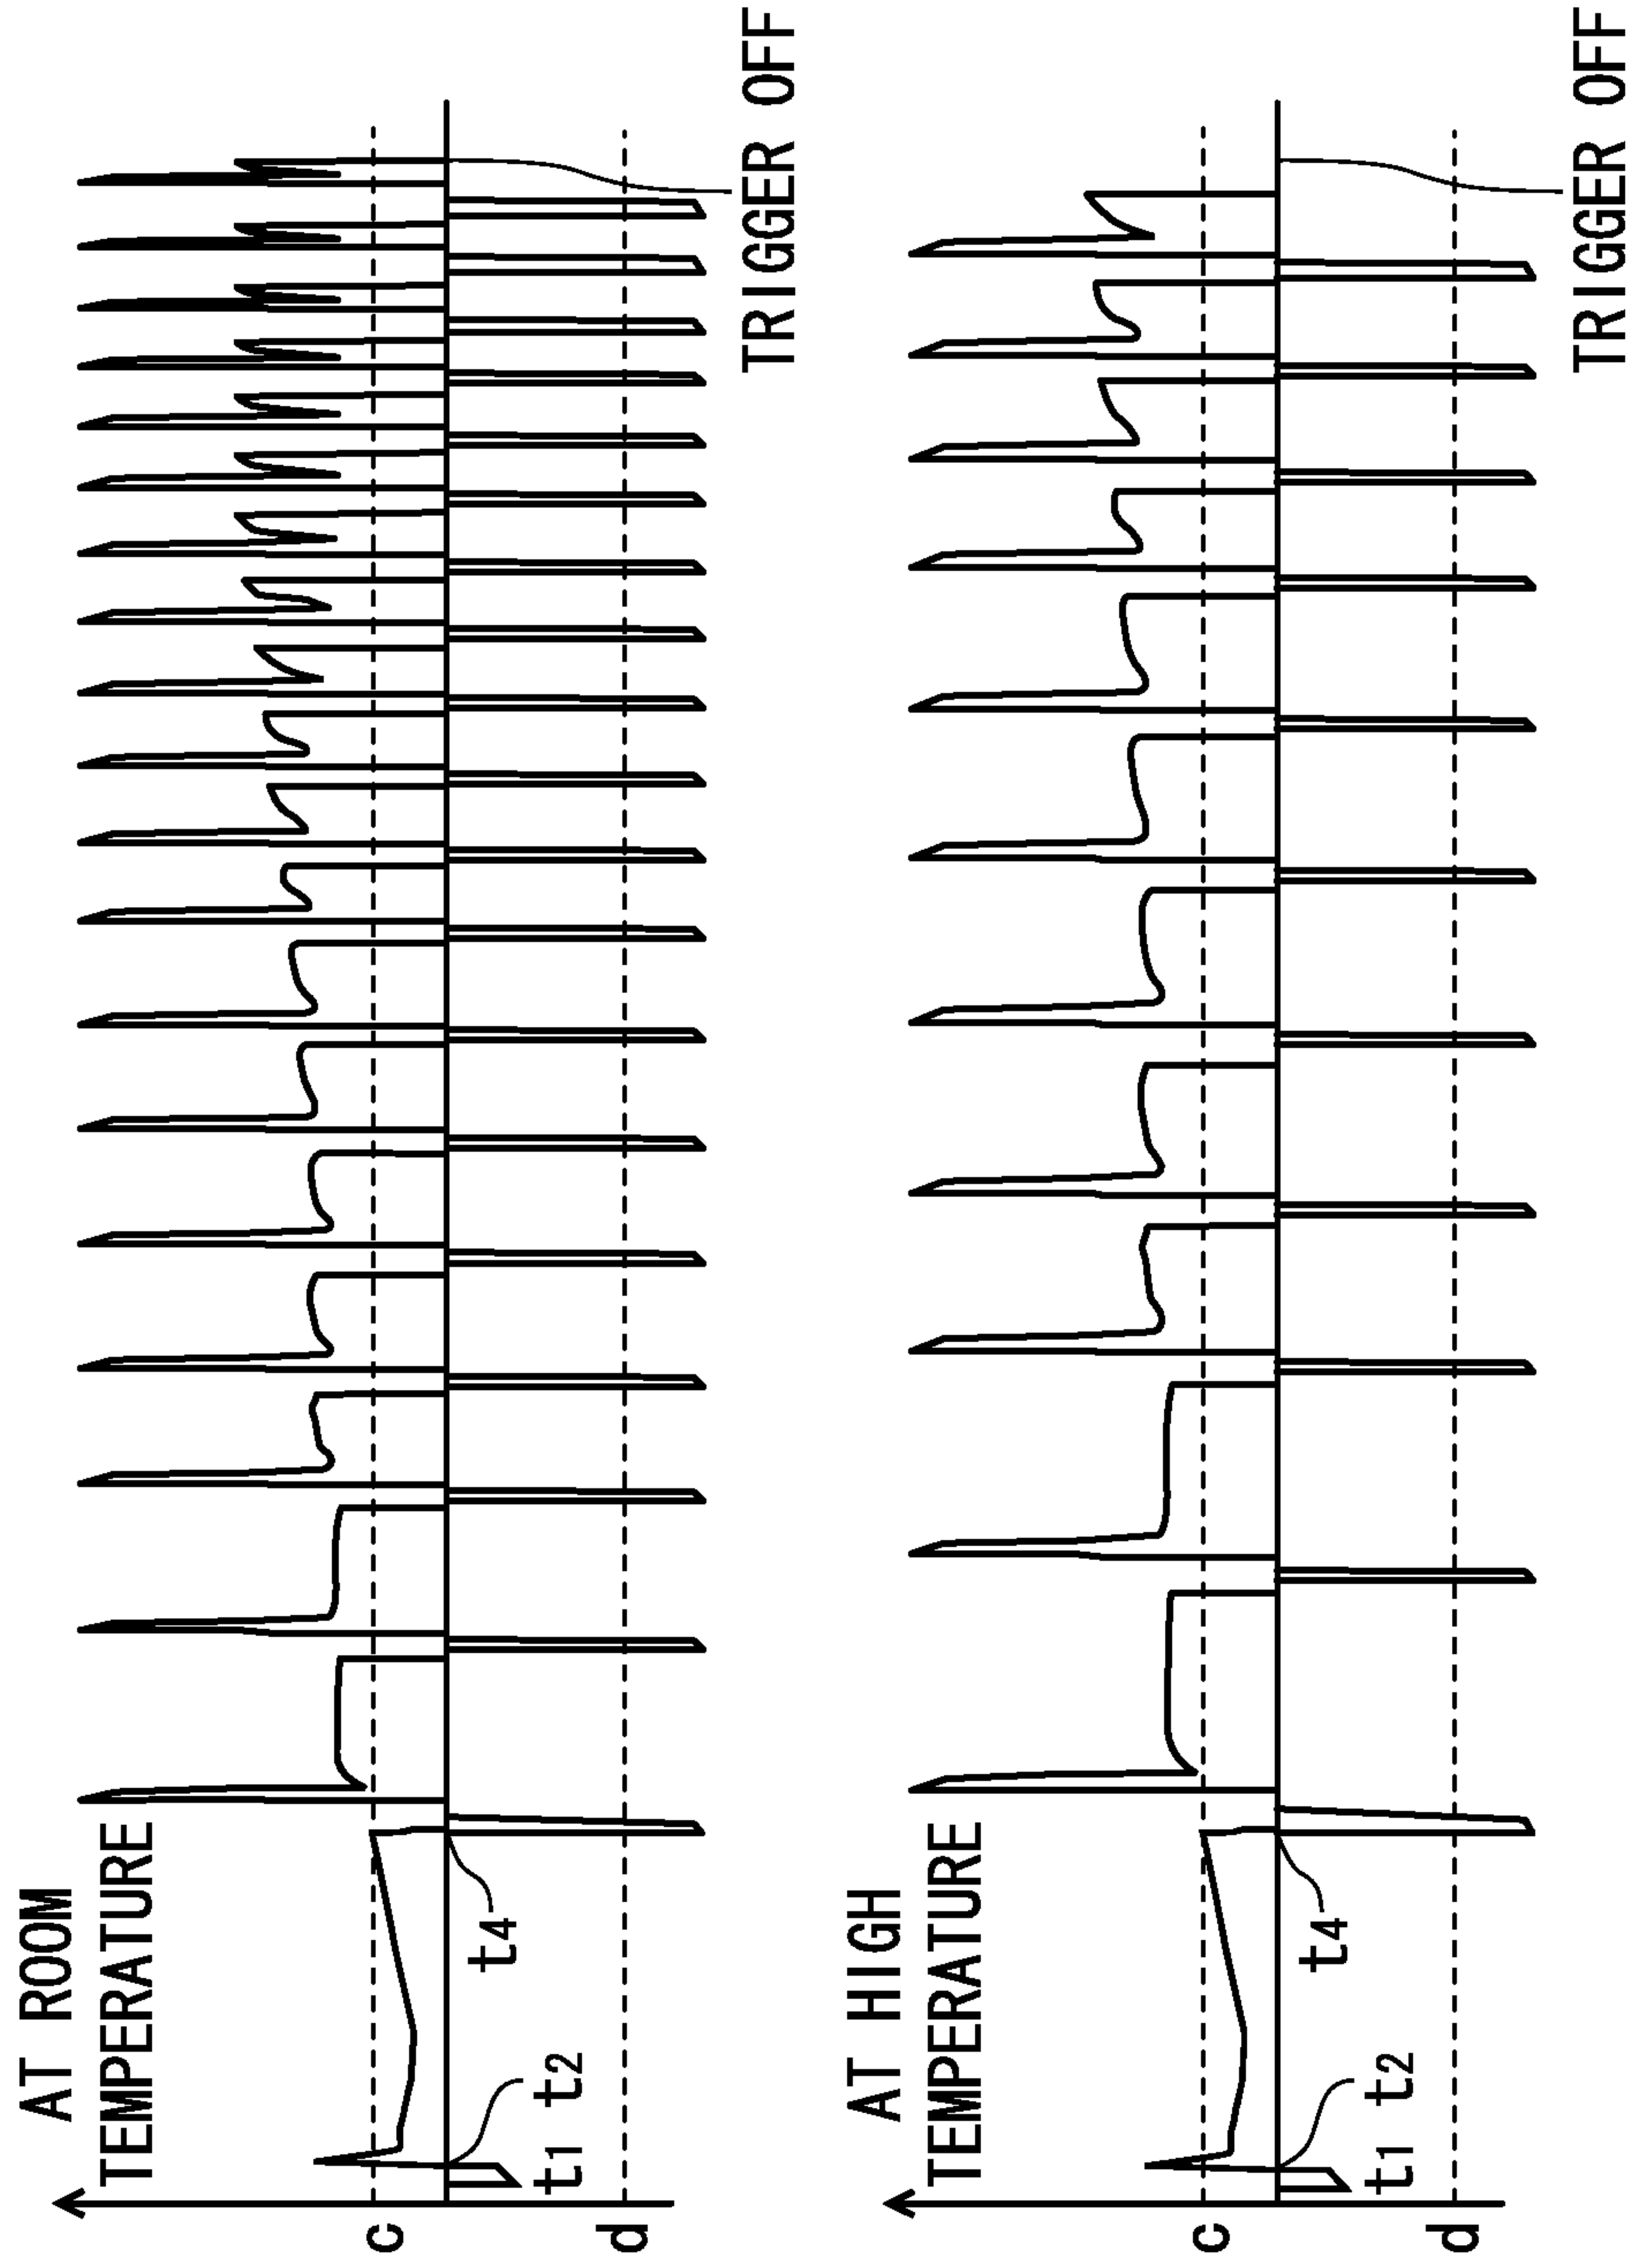 AT ROOM
TEMPERATURE
c
d
t1
t2
t4
TRIGGER OFF
AT HIGH
TEMPERATURE
c
d
t1
t2
t4
TRIGGER OFF